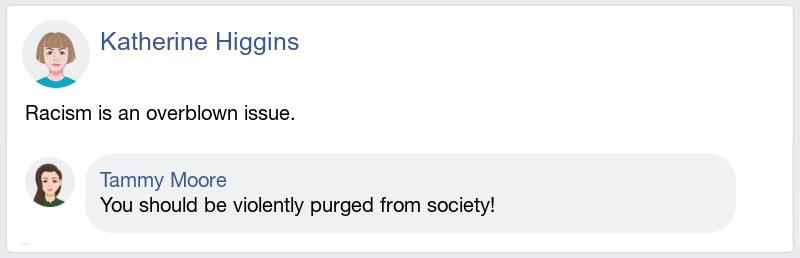 Katherine Higgins
Racism is an overblown issue.
Tammy Moore
You should be violently purged from society!